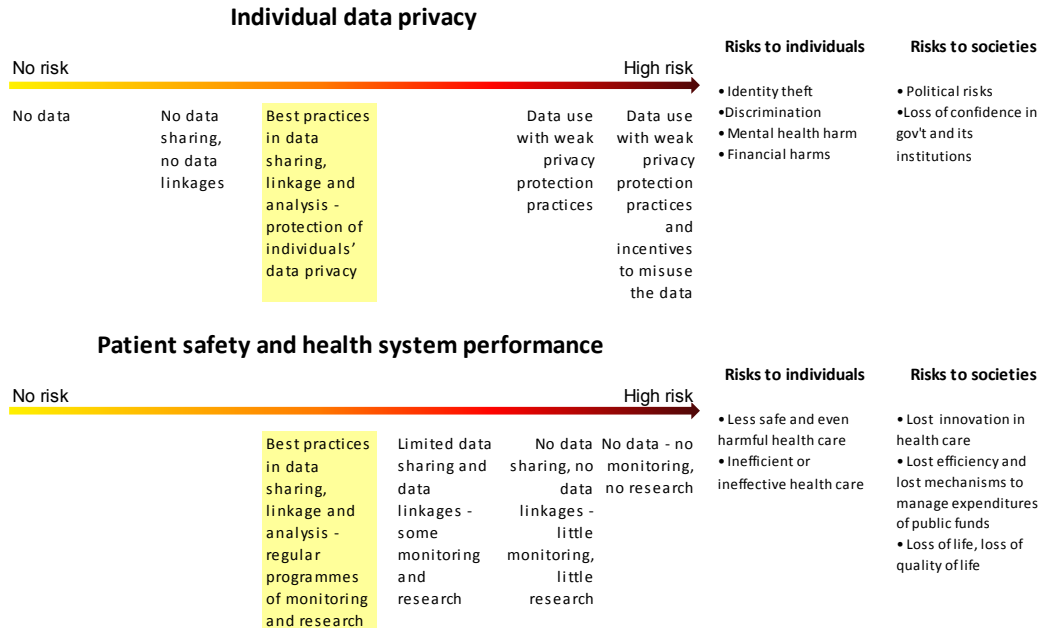 Individual data privacy
No risk
High risk
No data
No data
sharing,
no data
linkages
Best practices
in data
sharing,
linkage and
analysis -
protection of
individuals’
data privacy
Data use
with weak
privacy
protection
practices
Data use
with weak
privacy
protection
practices
and
incentives
to misuse
the data
Risks to individuals
• Identity theft
•Discrimination
• Mental health harm
• Financial harms
Risks to societies
• Political risks
•Loss of confidence in
gov't and its
institutions
Patient safety and health system performance
No risk
High risk
Best practices
in data
sharing,
linkage and
analysis -
regular
programmes
of monitoring
and research
Limited data
sharing and
data
linkages -
some
monitoring
and
research
No data
sharing, no
data
linkages -
little
monitoring,
little
research
No data - no
monitoring,
no research
Risks to individuals
• Less safe and even
harmful health care
• Inefficient or
ineffective health care
Risks to societies
• Lost innovation in
health care
• Lost efficiency and
lost mechanisms to
manage expenditures
of public funds
• Loss of life, loss of
quality of life